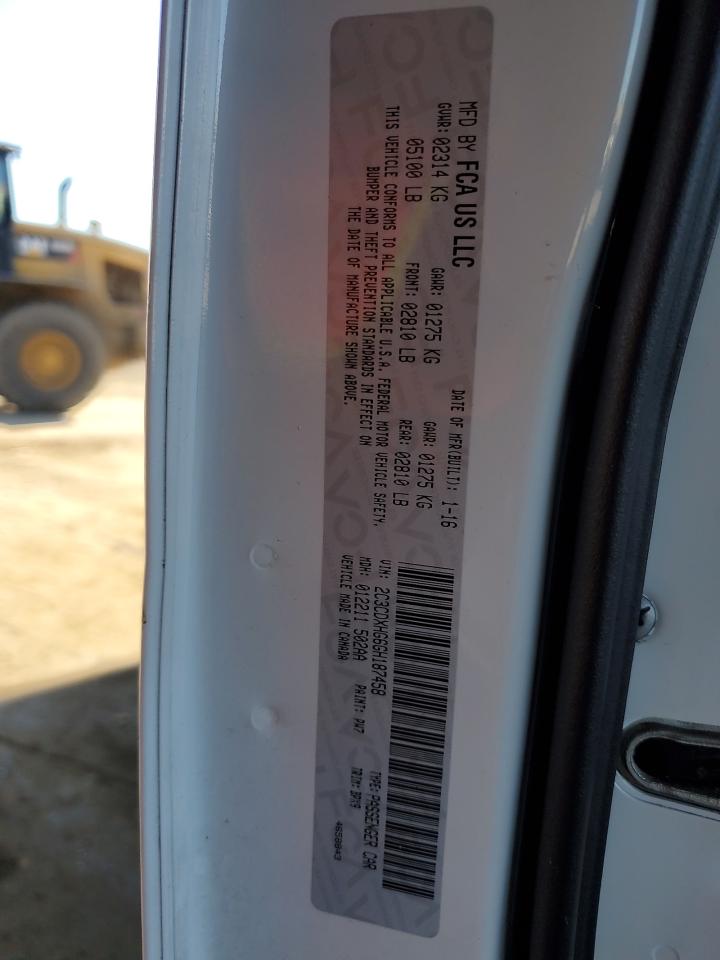 MFD BY FCA US LLC
DATE OF MFR(BUILT): 1-16
GVWR: 02314 KG GAWR: 01275 KG GAWR: 01275 KG
05100 LB FRONT: 02810 LB REAR: 02810 LB
THIS VEHICLE CONFORMS TO ALL APPLICABLE U.S.A. FEDERAL MOTOR VEHICLE SAFETY,
BUMPER AND THEFT PREVENTION STANDARDS IN EFFECT ON
THE DATE OF MANUFACTURE SHOWN ABOVE.
VIN: 2C3CDXHG6GH187458 TYPE: PASSENGER CAR
MDH: 012211 502AA PAINT: PW7 TRIM: BPX9
VEHICLE MADE IN CANADA 4658043